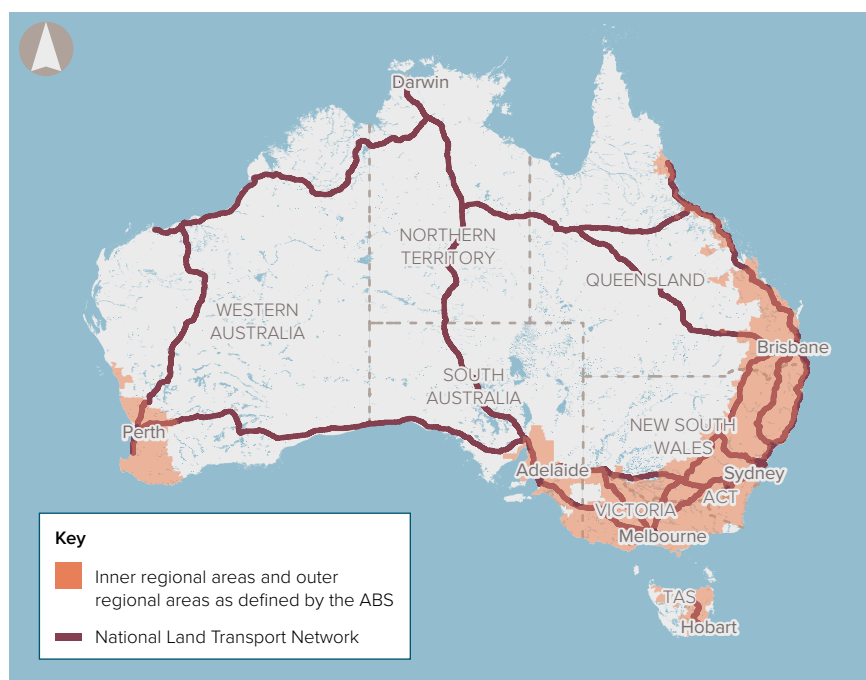 Darwin
NORTHERN
TERRITORY
QUEENSLAND
WESTERN
AUSTRALIA
Brisbane
SOUTH
AUSTRALIA
NEW SOUTH
WALES
Perth
Adelaide
Sydney
ACT
VICTORIA
Melbourne
TAS
Hobart
Key
Inner regional areas and outer
regional areas as defined by the ABS
National Land Transport Network